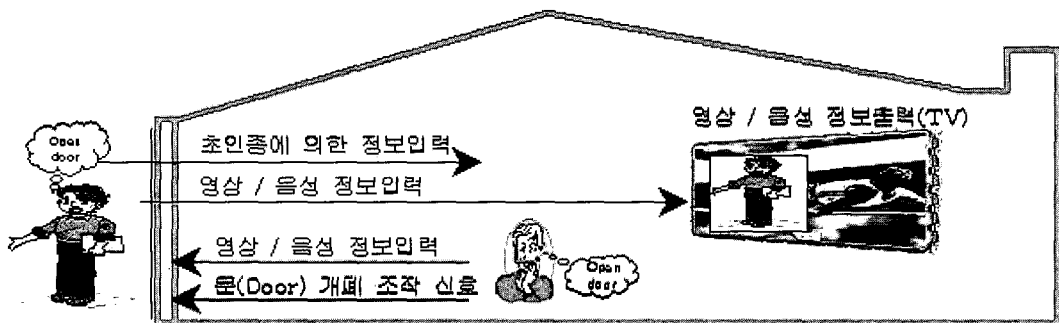 영상 / 음성 정보출력(TV)
Open
door
초인종에 의한 정보입력
영상 / 음성 정보입력
영상 / 음성 정보입력
문(Door) 개폐 조작 신호
Open
door